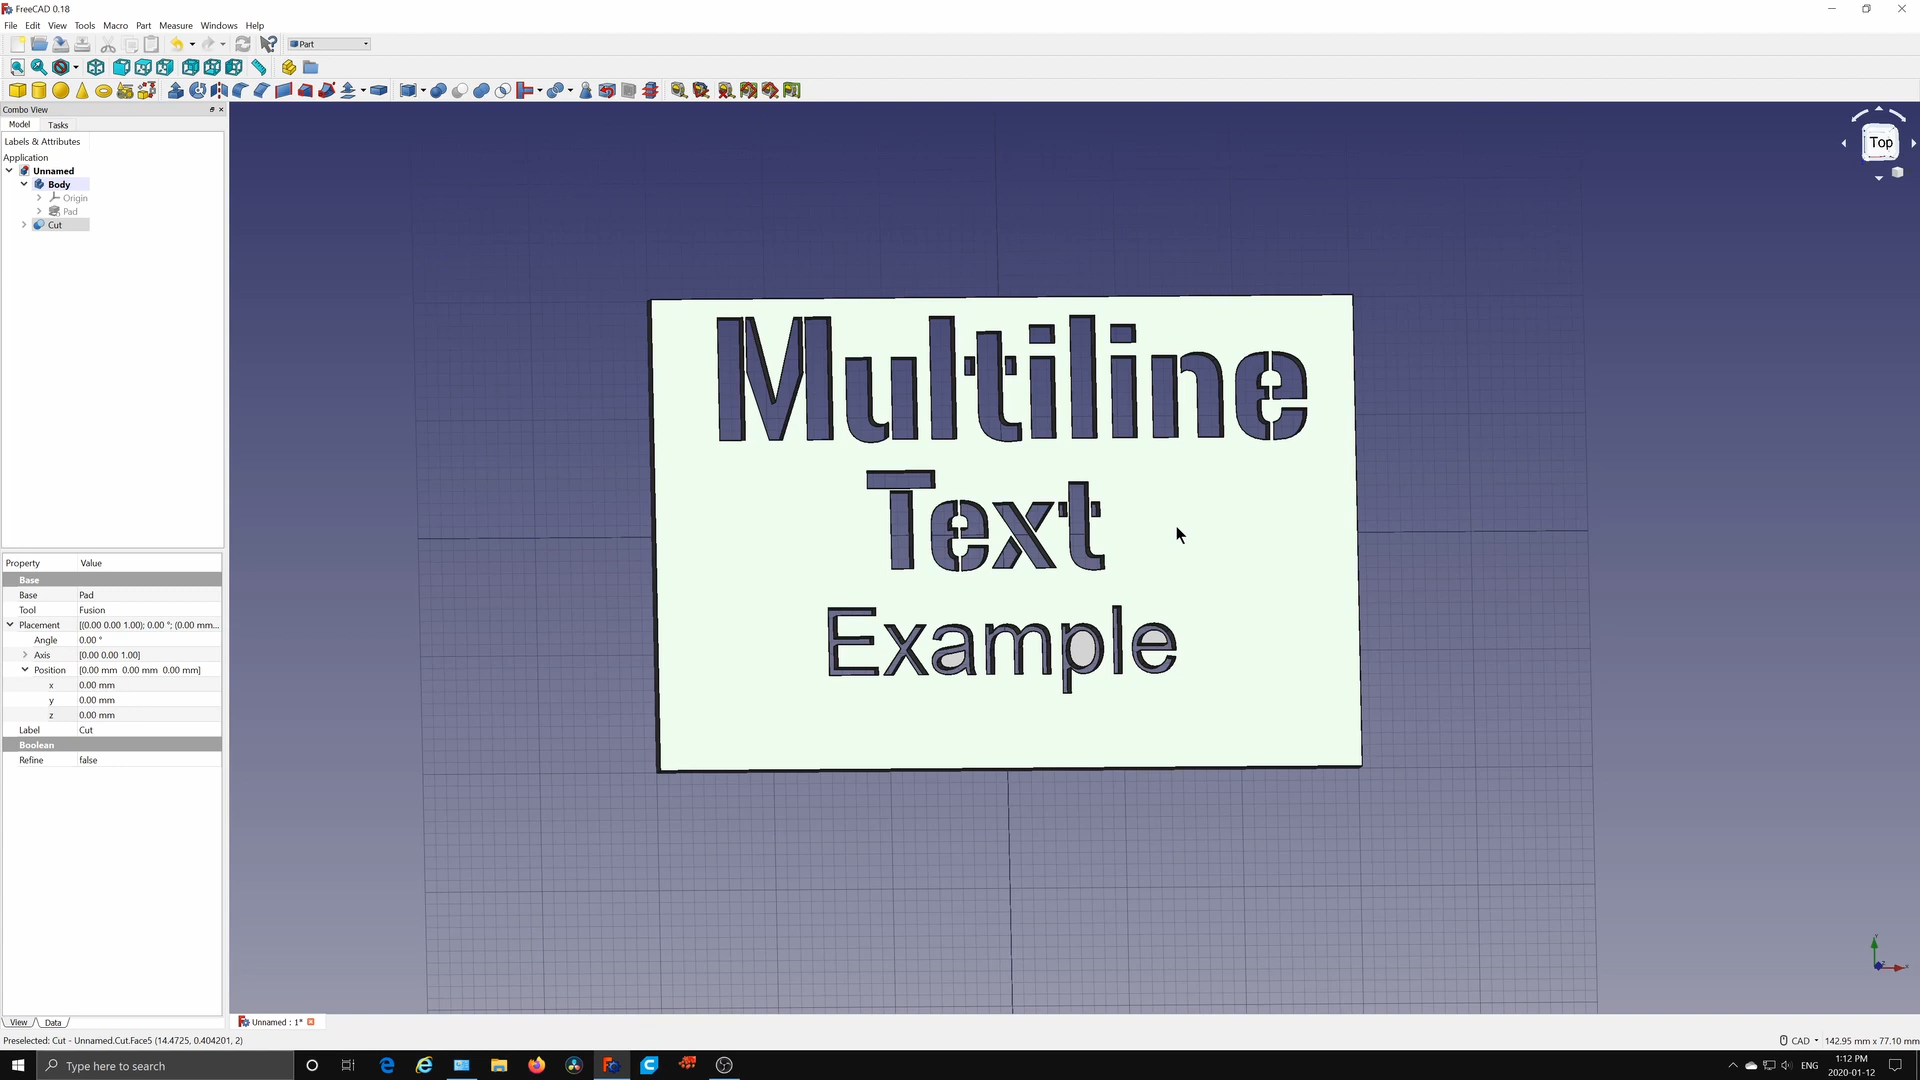 FreeCAD 0.18
File Edit View Tools Macro Part Measure Windows Help
Part
Combo View
Model Tasks
Labels & Attributes
Application
Unnamed
Body
Origin
Pad
Cut
Top
Multiline
Text
Example
Property Value
Base
Base Pad
Tool Fusion
Placement [(0.00 0.00 1.00); 0.00 °; (0.00 mm...
Angle 0.00 °
Axis [0.00 0.00 1.00]
Position [0.00 mm 0.00 mm 0.00 mm]
x 0.00 mm
y 0.00 mm
z 0.00 mm
Label Cut
Boolean
Refine false
View Data
Unnamed : 1*
Preselected: Cut - Unnamed.Cut.Face5 (14.4725, 0.404201, 2)
CAD 142.95 mm x 77.10 mm
Type here to search
ENG
1:12 PM
2020-01-12